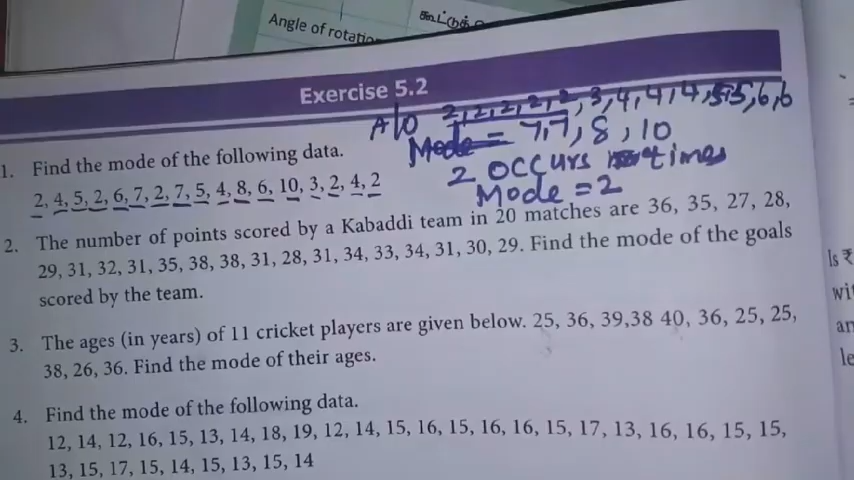 Angle of rotation
கூட்டுத்
Exercise 5.2
A/O 2,2,2,2,2,3,4,4,4,5,5,6,6
Mode = 7,7,8,10
1. Find the mode of the following data.
2 occurs times
2, 4, 5, 2, 6, 7, 2, 7, 5, 4, 8, 6, 10, 3, 2, 4, 2
Mode = 2
2. The number of points scored by a Kabaddi team in 20 matches are 36, 35, 27, 28,
29, 31, 32, 31, 35, 38, 38, 31, 28, 31, 34, 33, 34, 31, 30, 29. Find the mode of the goals
scored by the team.
3. The ages (in years) of 11 cricket players are given below. 25, 36, 39,38 40, 36, 25, 25,
38, 26, 36. Find the mode of their ages.
4. Find the mode of the following data.
12, 14, 12, 16, 15, 13, 14, 18, 19, 12, 14, 15, 16, 15, 16, 16, 15, 17, 13, 16, 16, 15, 15,
13, 15, 17, 15, 14, 15, 13, 15, 14
Is ₹